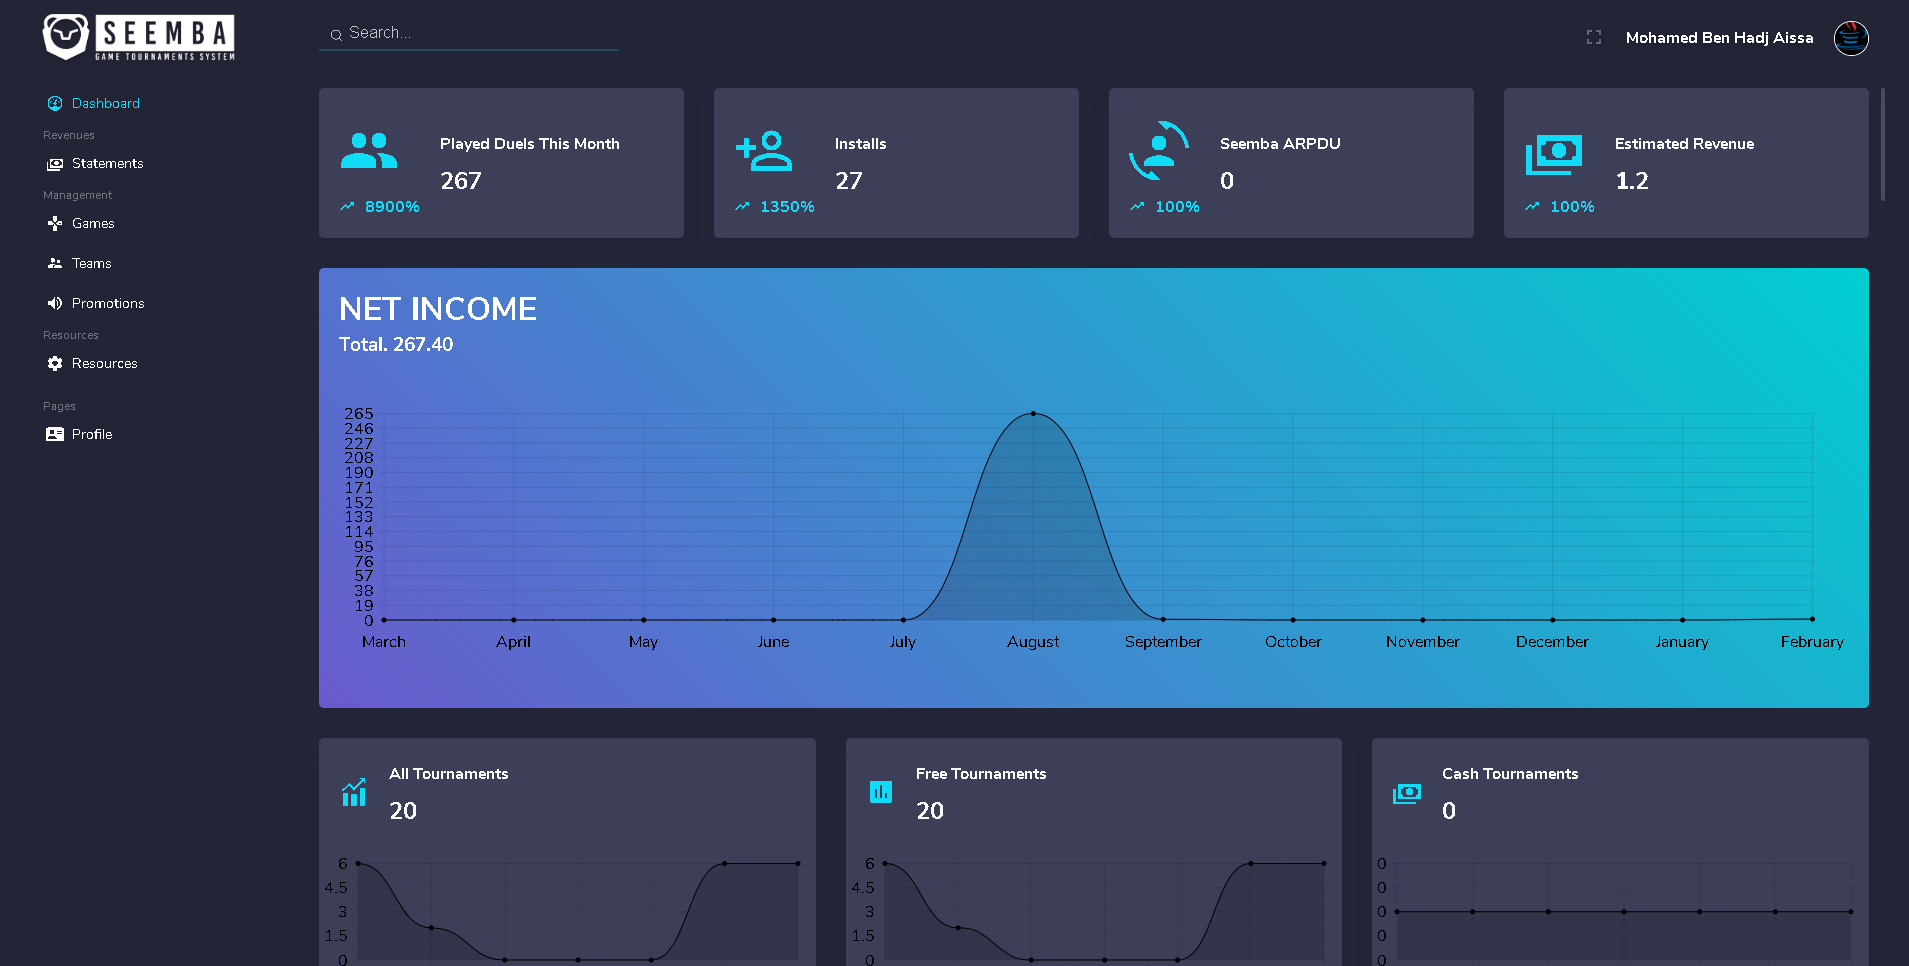 SEEMBA
GAME TOURNAMENTS SYSTEM
Search...
Mohamed Ben Hadj Aissa
Dashboard
Revenues
Statements
Management
Games
Teams
Promotions
Resources
Resources
Pages
Profile
Played Duels This Month
267
8900%
Installs
27
1350%
Seemba ARPDU
0
100%
Estimated Revenue
1.2
100%
NET INCOME
Total. 267.40
265
246
227
208
190
171
152
133
114
95
76
57
38
19
0
March April May June July August September October November December January February
All Tournaments
20
6
4.5
3
1.5
0
Free Tournaments
20
6
4.5
3
1.5
0
Cash Tournaments
0
0
0
0
0
0